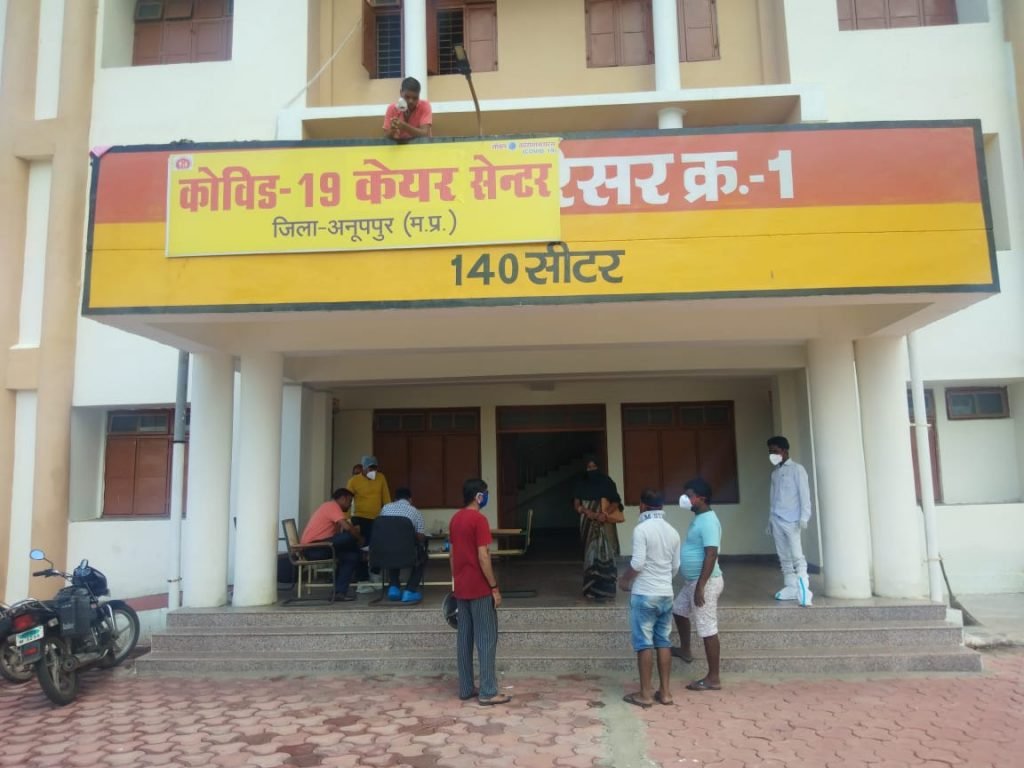 कोविड-19 केयर सेन्टर
जिला-अनूपपुर (म.प्र.)
रिसर क्र.-1
140 सीटर